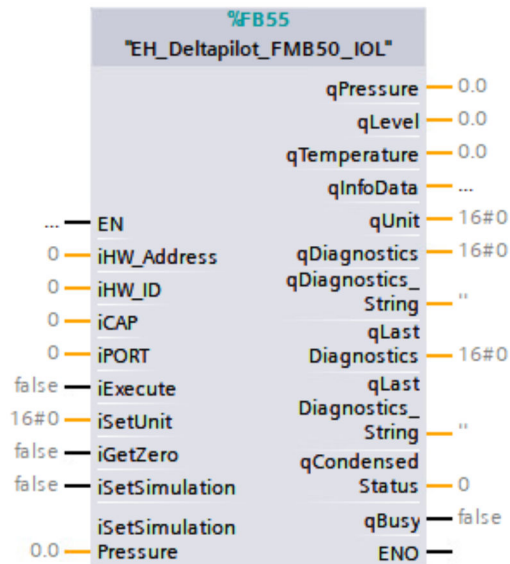 %FB55
"EH_Deltapilot_FMB50_IOL"
qPressure 0.0
qLevel 0.0
qTemperature 0.0
qInfoData ...
... EN
qUnit 16#0
0 iHW_Address
qDiagnostics 16#0
0 iHW_ID
qDiagnostics_
String ''
0 iCAP
qLast
0 iPORT
Diagnostics 16#0
false iExecute
qLast
16#0 iSetUnit
Diagnostics_
String ''
false iGetZero
qCondensed
false iSetSimulation
Status 0
iSetSimulation
qBusy false
0.0 Pressure
ENO